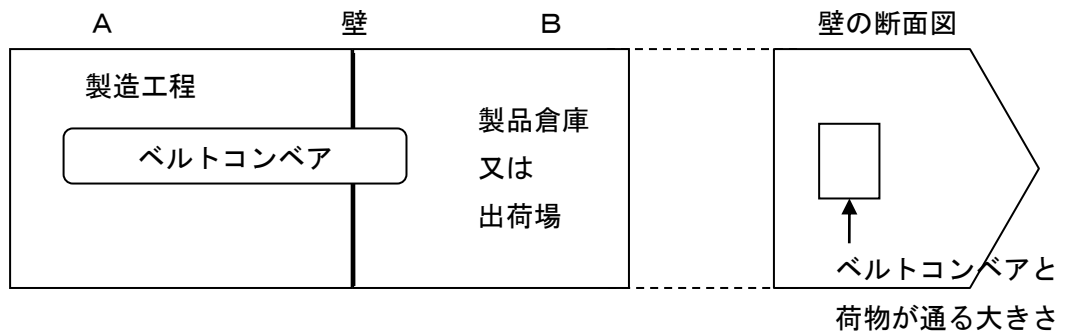 A
壁
B
壁の断面図
製造工程
ベルトコンベア
製品倉庫
又は
出荷場
ベルトコンベアと
荷物が通る大きさ